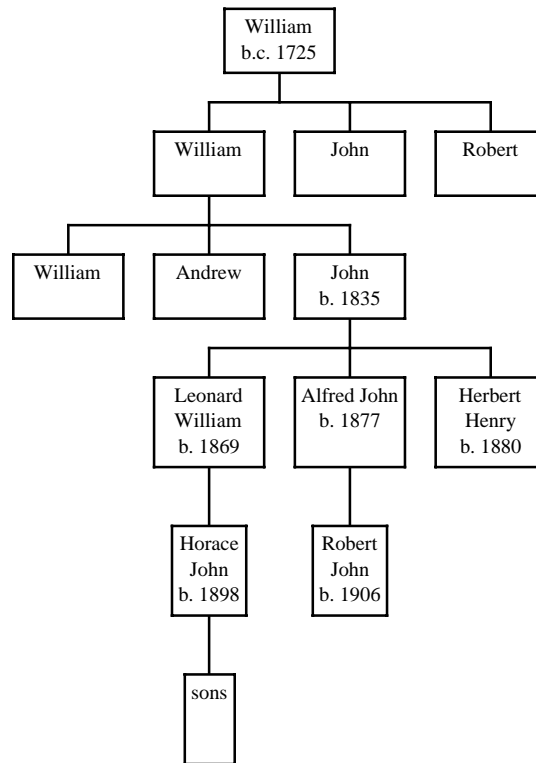 William
b.c. 1725
William
John
Robert
William
Andrew
John
b. 1835
Leonard
William
b. 1869
Alfred John
b. 1877
Herbert
Henry
b. 1880
Horace
John
b. 1898
Robert
John
b. 1906
sons